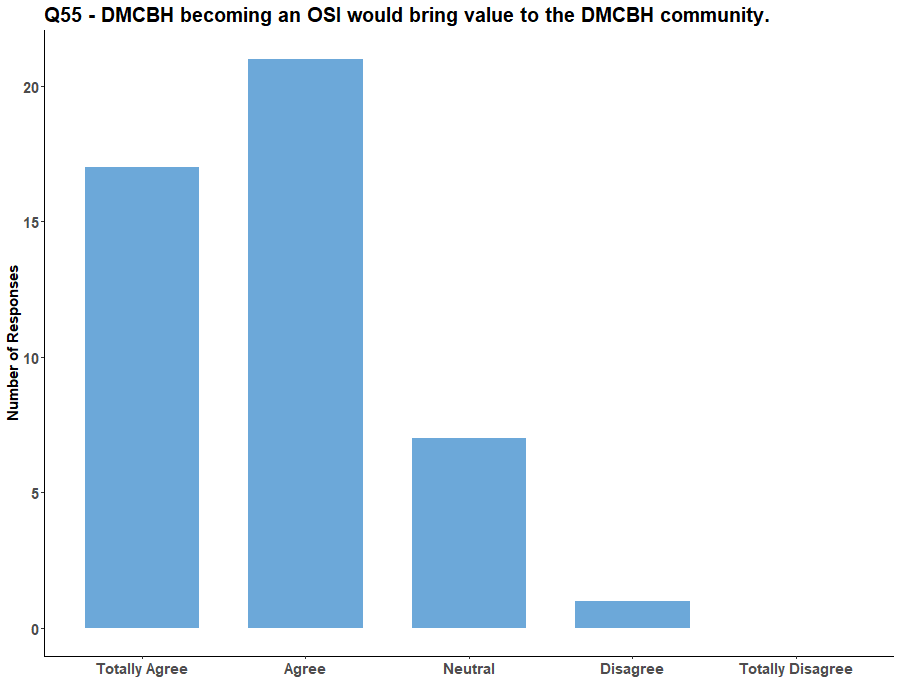 Q55 - DMCBH becoming an OSI would bring value to the DMCBH community.
Number of Responses
20
15
10
5
0
Totally Agree
Agree
Neutral
Disagree
Totally Disagree